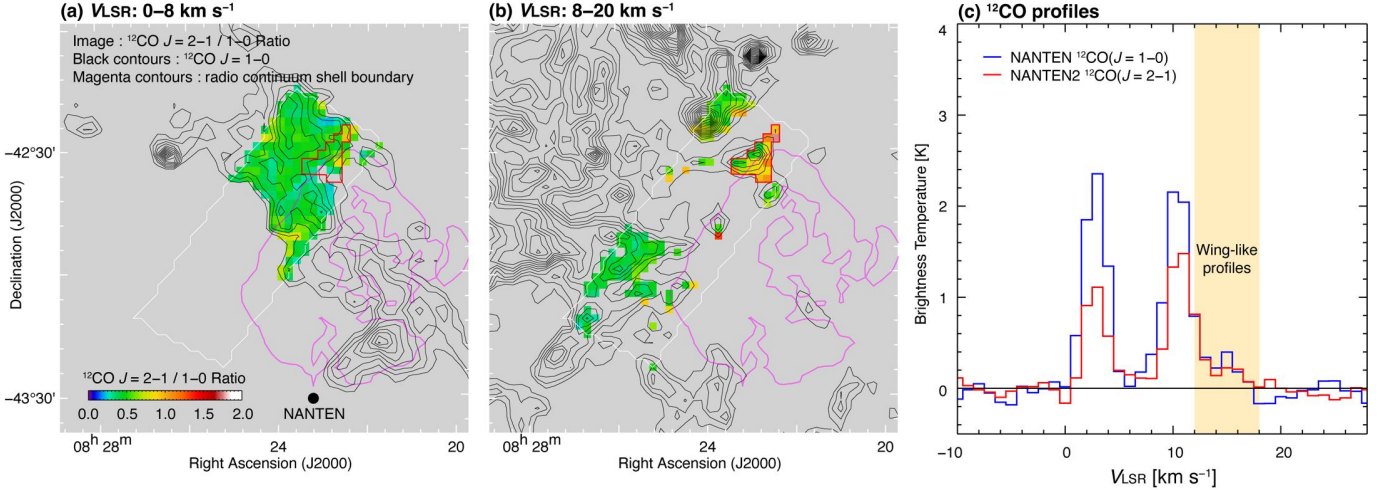 (a) VLSR: 0–8 km s⁻¹
Image : ¹²CO J = 2–1 / 1–0 Ratio
Black contours : ¹²CO J = 1–0
Magenta contours : radio continuum shell boundary
−42°30'
−43°30'
Declination (J2000)
¹²CO J = 2–1 / 1–0 Ratio
0.0 0.5 1.0 1.5 2.0
NANTEN
08ʰ 28ᵐ 24 20
Right Ascension (J2000)
(b) VLSR: 8–20 km s⁻¹
24 20
Right Ascension (J2000)
(c) ¹²CO profiles
NANTEN ¹²CO(J = 1–0)
NANTEN2 ¹²CO(J = 2–1)
Wing-like
profiles
4
3
2
1
0
Brightness Temperature [K]
−10 0 10 20
VLSR [km s⁻¹]